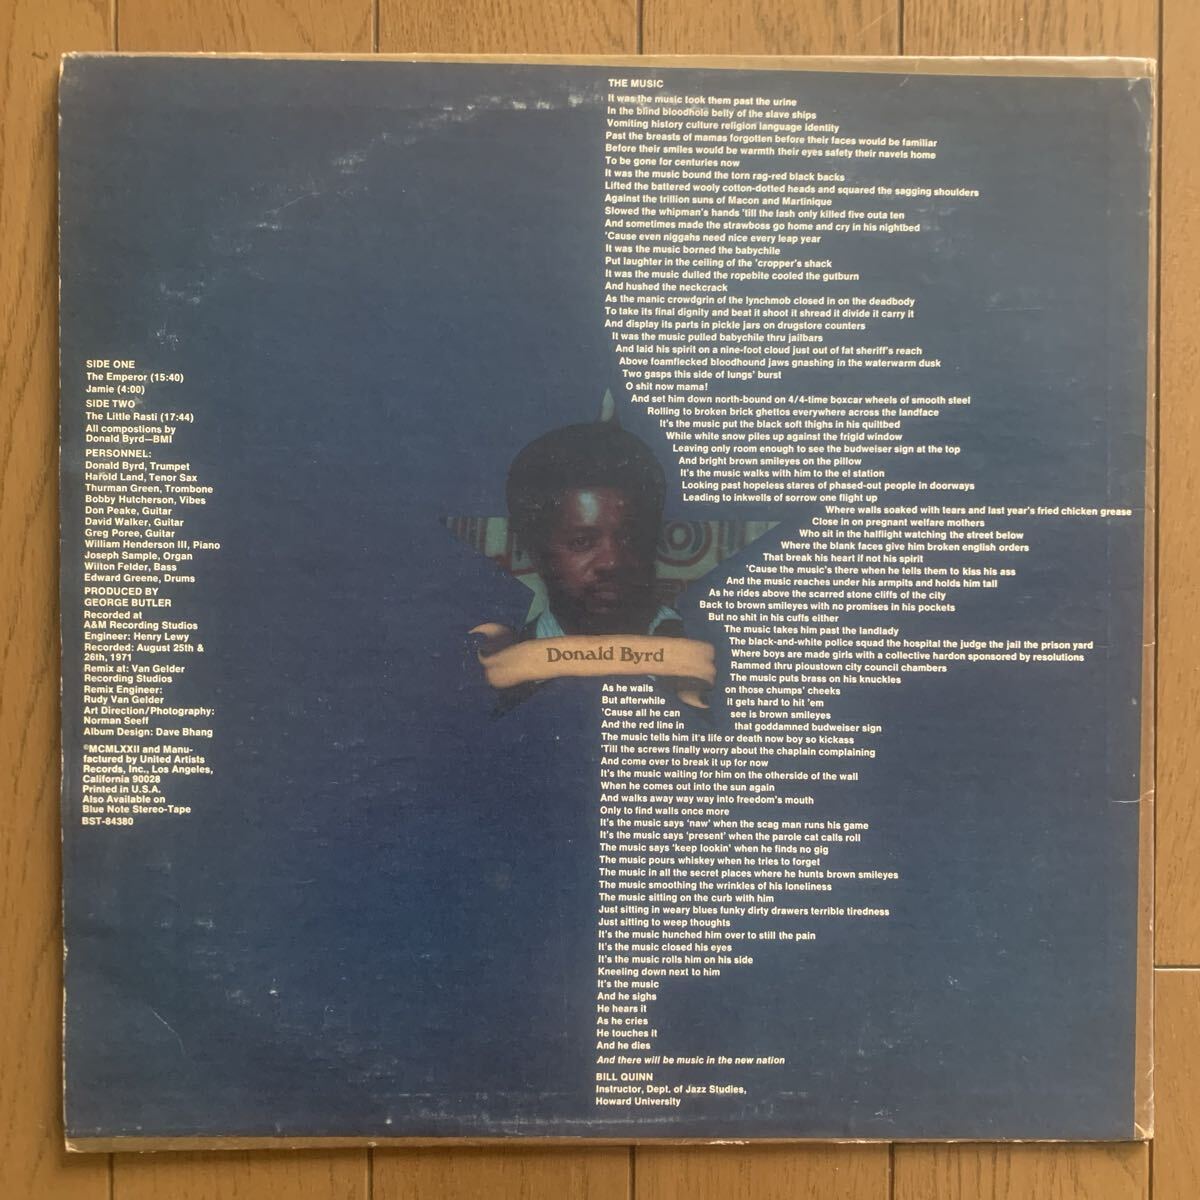 SIDE ONE
The Emperor (15:40)
Jamie (4:00)
SIDE TWO
The Little Rasti (17:44)
All compostions by
Donald Byrd—BMI
PERSONNEL:
Donald Byrd, Trumpet
Harold Land, Tenor Sax
Thurman Green, Trombone
Bobby Hutcherson, Vibes
Don Peake, Guitar
David Walker, Guitar
Greg Poree, Guitar
William Henderson III, Piano
Joseph Sample, Organ
Wilton Felder, Bass
Edward Greene, Drums
PRODUCED BY
GEORGE BUTLER
Recorded at
A&M Recording Studios
Engineer: Henry Lewy
Recorded: August 25th &
26th, 1971
Remix at: Van Gelder
Recording Studios
Remix Engineer:
Rudy Van Gelder
Art Direction/Photography:
Norman Seeff
Album Design: Dave Bhang
©MCMLXXII and Manu-
factured by United Artists
Records, Inc., Los Angeles,
California 90028
Printed in U.S.A.
Also Available on
Blue Note Stereo-Tape
BST-84380
Donald Byrd
THE MUSIC
It was the music took them past the urine
In the blind bloodhole belly of the slave ships
Vomiting history culture religion language identity
Past the breasts of mamas forgotten before their faces would be familiar
Before their smiles would be warmth their eyes safety their navels home
To be gone for centuries now
It was the music bound the torn rag-red black backs
Lifted the battered wooly cotton-dotted heads and squared the sagging shoulders
Against the trillion suns of Macon and Martinique
Slowed the whipman's hands 'till the lash only killed five outa ten
And sometimes made the strawboss go home and cry in his nightbed
'Cause even niggahs need nice every leap year
It was the music borned the babychile
Put laughter in the ceiling of the 'cropper's shack
It was the music dulled the ropebite cooled the gutburn
And hushed the neckcrack
As the manic crowdgrin of the lynchmob closed in on the deadbody
To take its final dignity and beat it shoot it shread it divide it carry it
And display its parts in pickle jars on drugstore counters
It was the music pulled babychile thru jailbars
And laid his spirit on a nine-foot cloud just out of fat sheriff's reach
Above foamflecked bloodhound jaws gnashing in the waterwarm dusk
Two gasps this side of lungs' burst
O shit now mama!
And set him down north-bound on 4/4-time boxcar wheels of smooth steel
Rolling to broken brick ghettos everywhere across the landface
It's the music put the black soft thighs in his quiltbed
While white snow piles up against the frigid window
Leaving only room enough to see the budweiser sign at the top
And bright brown smileyes on the pillow
It's the music walks with him to the el station
Looking past hopeless stares of phased-out people in doorways
Leading to inkwells of sorrow one flight up
Where walls soaked with tears and last year's fried chicken grease
Close in on pregnant welfare mothers
Who sit in the halflight watching the street below
Where the blank faces give him broken english orders
That break his heart if not his spirit
'Cause the music's there when he tells them to kiss his ass
And the music reaches under his armpits and holds him tall
As he rides above the scarred stone cliffs of the city
Back to brown smileyes with no promises in his pockets
But no shit in his cuffs either
The music takes him past the landlady
The black-and-white police squad the hospital the judge the jail the prison yard
Where boys are made girls with a collective hardon sponsored by resolutions
Rammed thru pioustown city council chambers
The music puts brass on his knuckles
As he wails on those chumps' cheeks
But afterwhile it gets hard to hit 'em
'Cause all he can see is brown smileyes
And the red line in that goddamned budweiser sign
The music tells him it's life or death now boy so kickass
'Till the screws finally worry about the chaplain complaining
And come over to break it up for now
It's the music waiting for him on the otherside of the wall
When he comes out into the sun again
And walks away way way into freedom's mouth
Only to find walls once more
It's the music says 'naw' when the scag man runs his game
It's the music says 'present' when the parole cat calls roll
The music says 'keep lookin' when he finds no gig
The music pours whiskey when he tries to forget
The music in all the secret places where he hunts brown smileyes
The music smoothing the wrinkles of his loneliness
The music sitting on the curb with him
Just sitting in weary blues funky dirty drawers terrible tiredness
Just sitting to weep thoughts
It's the music hunched him over to still the pain
It's the music closed his eyes
It's the music rolls him on his side
Kneeling down next to him
It's the music
And he sighs
He hears it
As he cries
He touches it
And he dies
And there will be music in the new nation
BILL QUINN
Instructor, Dept. of Jazz Studies,
Howard University